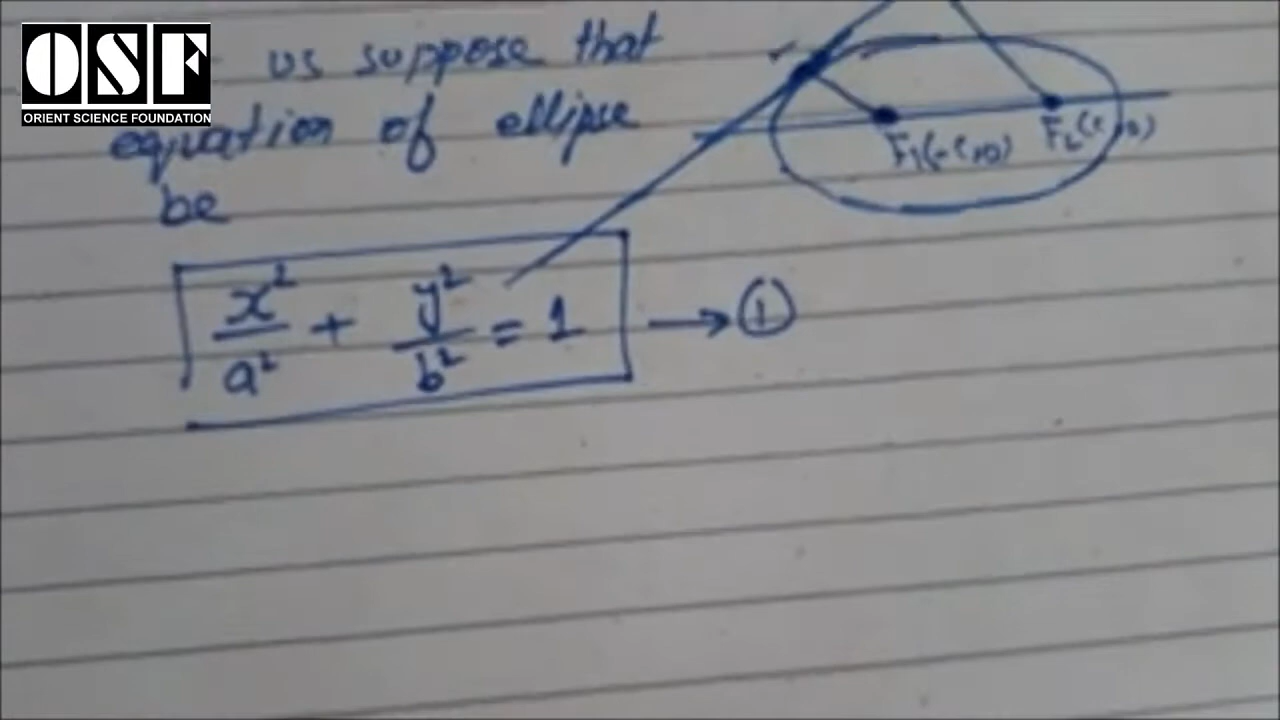 OSF
ORIENT SCIENCE FOUNDATION
us suppose that
equation of ellipse
be
x²/a² + y²/b² = 1 → ①
F₁(-c,0) F₂(c,0)